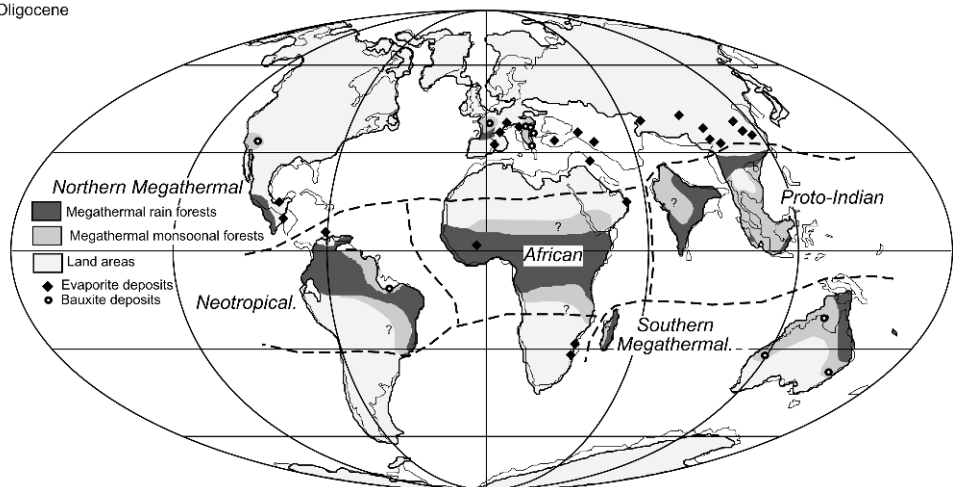 Oligocene
Northern Megathermal
Megathermal rain forests
Megathermal monsoonal forests
Land areas
Evaporite deposits
Bauxite deposits
Neotropical.
African
Proto-Indian
Southern
Megathermal.
?
?
?
?